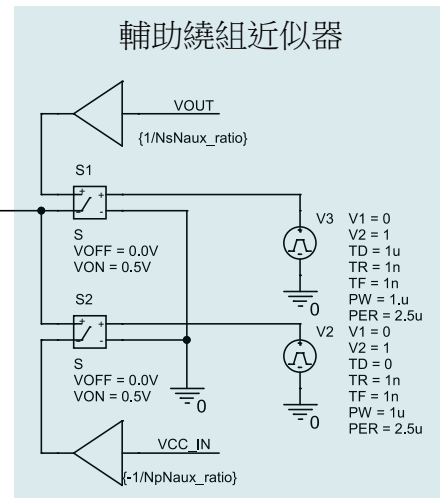 輔助繞組近似器
VOUT
{1/NsNaux_ratio}
S1
S
VOFF = 0.0V
VON = 0.5V
V3
V1 = 0
V2 = 1
TD = 1u
TR = 1n
TF = 1n
PW = 1.u
PER = 2.5u
0
S2
S
VOFF = 0.0V
VON = 0.5V
0
V2
V1 = 0
V2 = 1
TD = 0
TR = 1n
TF = 1n
PW = 1u
PER = 2.5u
0
VCC_IN
{-1/NpNaux_ratio}